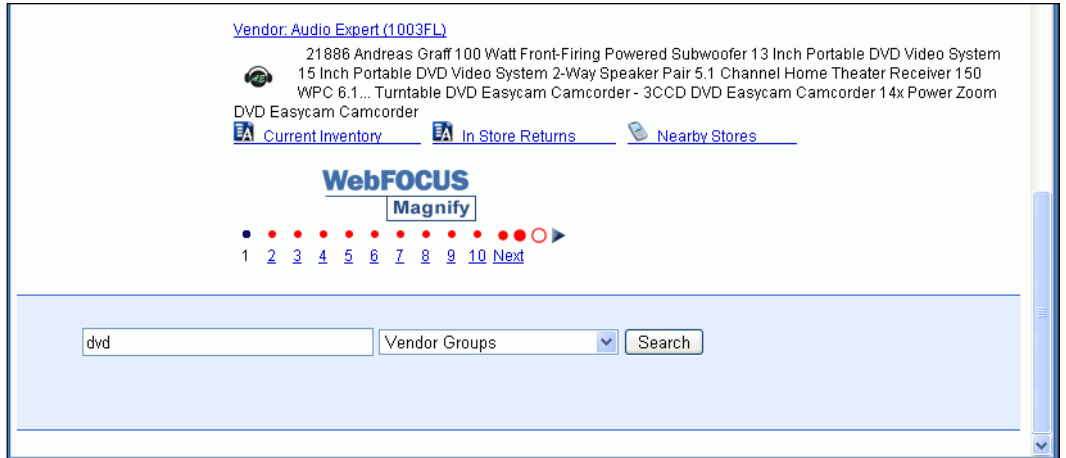 Vendor: Audio Expert (1003FL)
21886 Andreas Graff 100 Watt Front-Firing Powered Subwoofer 13 Inch Portable DVD Video System
15 Inch Portable DVD Video System 2-Way Speaker Pair 5.1 Channel Home Theater Receiver 150
WPC 6.1... Turntable DVD Easycam Camcorder - 3CCD DVD Easycam Camcorder 14x Power Zoom
DVD Easycam Camcorder
Current Inventory In Store Returns Nearby Stores
WebFOCUS
Magnify
1 2 3 4 5 6 7 8 9 10 Next
dvd Vendor Groups Search